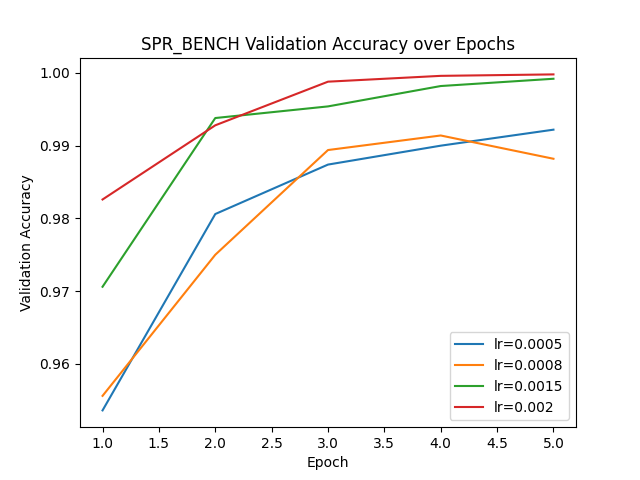 SPR_BENCH Validation Accuracy over Epochs
1.00
0.99
0.98
0.97
0.96
Validation Accuracy
1.0 1.5 2.0 2.5 3.0 3.5 4.0 4.5 5.0
Epoch
lr=0.0005
lr=0.0008
lr=0.0015
lr=0.002